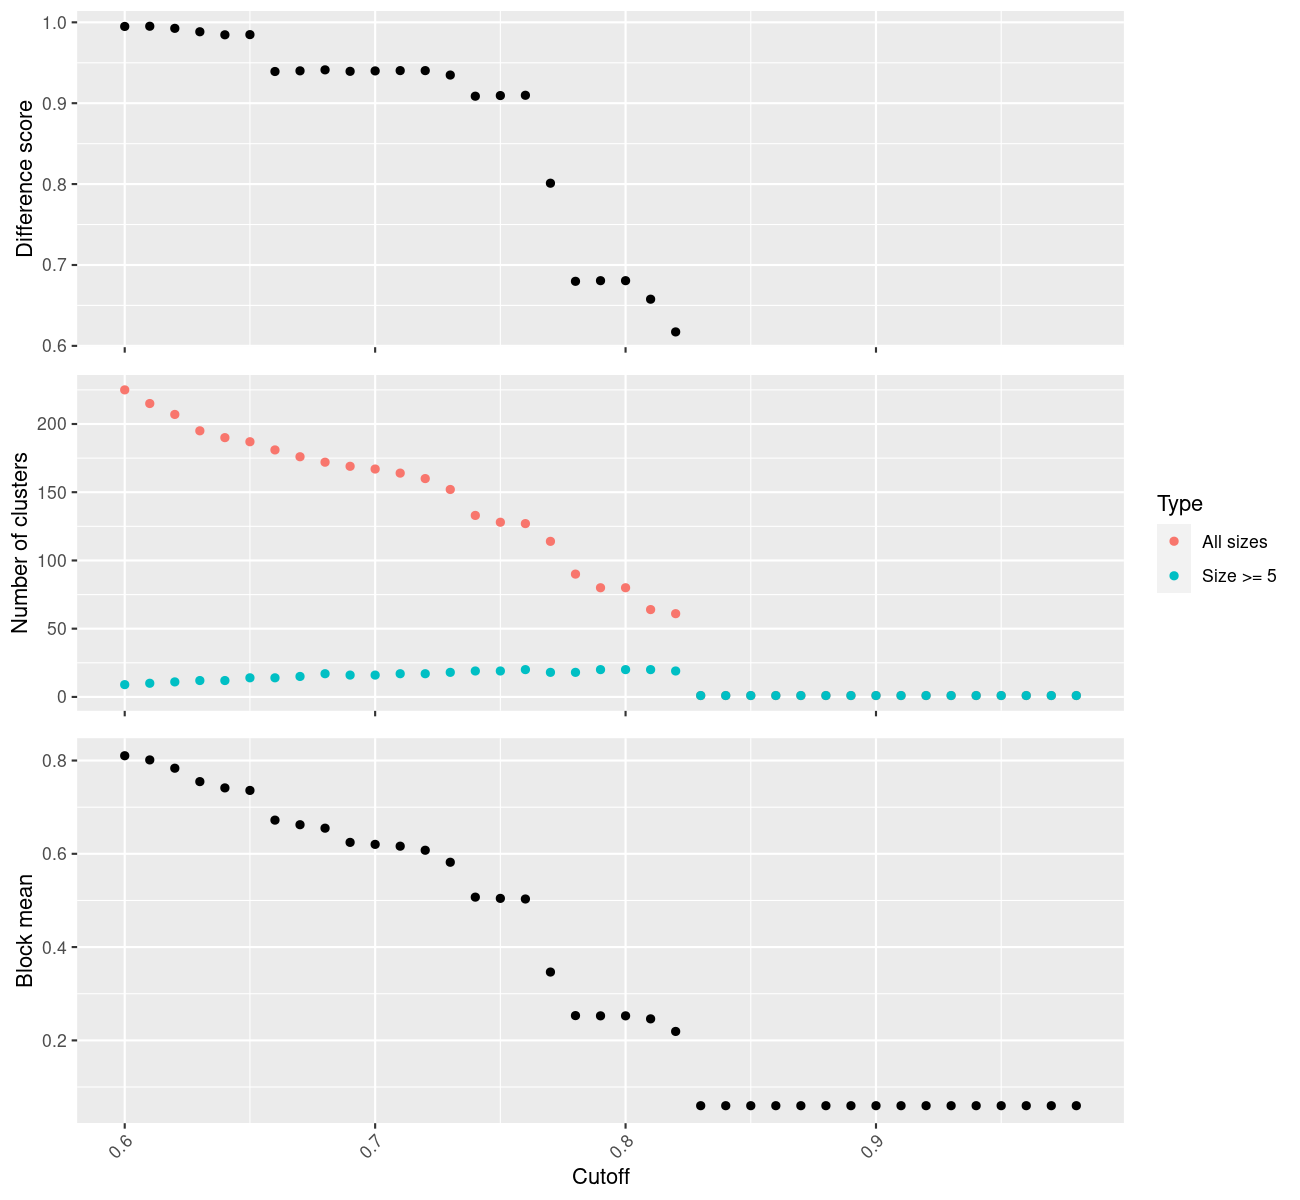 Difference score
1.0
0.9
0.8
0.7
0.6
Number of clusters
200
150
100
50
0
Type
All sizes
Size >= 5
Block mean
0.8
0.6
0.4
0.2
0.6
0.7
0.8
0.9
Cutoff